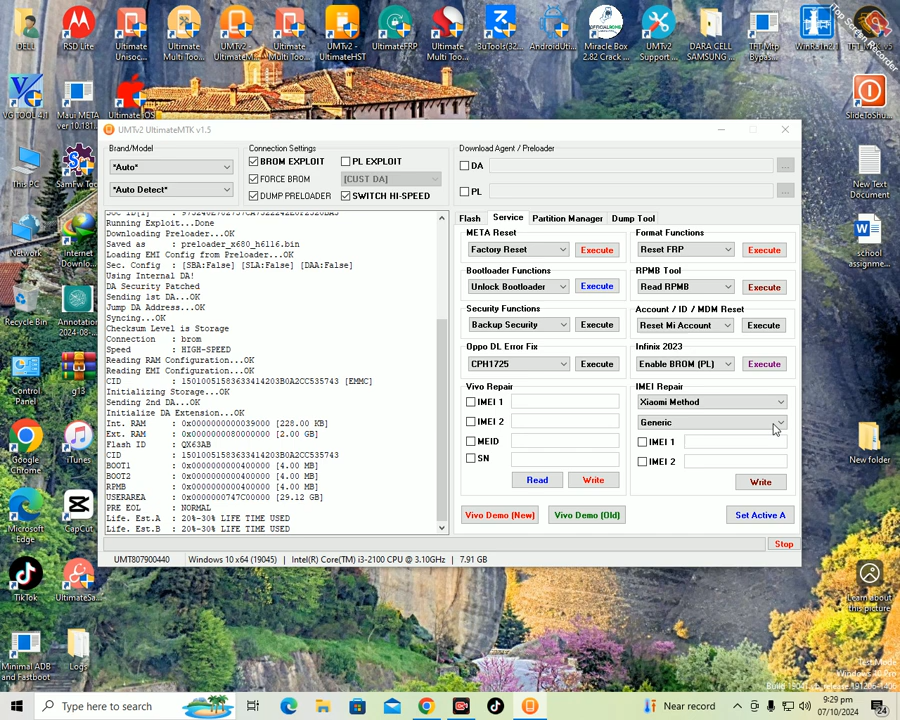 DELL
RSD Lite
Ultimate
Unisoc...
Ultimate
Multi Too...
UMTv2 -
UltimateM...
Ultimate
Multi Too...
UMTv2 -
UltimateHST
UltimateFRP
Ultimate
Multi Too...
3uTools(32...
AndroidUti...
Miracle Box
2.82 Crack ...
UMTv2
Support ...
DARA CELL
SAMSUNG ...
TFT Mtp
Bypas...
Top Secret Recorder
VG TOOL 4.1
Maui META
ver 10.181...
Ultimate iOS
SlideToShu...
This PC
SamFw To...
New Text
Document
Network
Internet
Downlo...
school
assignme...
Recycle Bin
Annotation
2024-08-...
Control
Panel
g13
Google
Chrome
iTunes
New folder
Microsoft
Edge
CapCut
TikTok
UltimateSa...
Learn about
this picture
Minimal ADB
and Fastboot
Logs
UMTv2 UltimateMTK v1.5
Brand/Model
*Auto*
*Auto Detect*
Connection Settings
BROM EXPLOIT
PL EXPLOIT
FORCE BROM
[CUST DA]
DUMP PRELOADER
SWITCH HI-SPEED
Download Agent / Preloader
DA
...
PL
...
Running Exploit...Done
Downloading Preloader...OK
Saved as : preloader_x680_h6116.bin
Loading EMI Config from Preloader...OK
Sec. Config : [SBA:False] [SLA:False] [DAA:False]
Using Internal DA!
DA Security Patched
Sending 1st DA...OK
Jump DA Address...OK
Syncing...OK
Checksum Level is Storage
Connection : brom
Speed : HIGH-SPEED
Reading RAM Configuration...OK
Reading EMI Configuration...OK
CID : 15010051583633414203B0A2CC535743 [EMMC]
Initializing Storage...OK
Sending 2nd DA...OK
Initialize DA Extension...OK
Int. RAM : 0x0000000000039000 [228.00 KB]
Ext. RAM : 0x0000000080000000 [2.00 GB]
Flash ID : QX63AB
CID : 15010051583633414203B0A2CC535743
BOOT1 : 0x0000000000400000 [4.00 MB]
BOOT2 : 0x0000000000400000 [4.00 MB]
RPMB : 0x0000000000400000 [4.00 MB]
USERAREA : 0x0000000747C00000 [29.12 GB]
PRE EOL : NORMAL
Life. Est.A : 20%-30% LIFE TIME USED
Life. Est.B : 20%-30% LIFE TIME USED
Flash
Service
Partition Manager
Dump Tool
META Reset
Factory Reset
Execute
Format Functions
Reset FRP
Execute
Bootloader Functions
Unlock Bootloader
Execute
RPMB Tool
Read RPMB
Execute
Security Functions
Backup Security
Execute
Account / ID / MDM Reset
Reset Mi Account
Execute
Oppo DL Error Fix
CPH1725
Execute
Infinix 2023
Enable BROM (PL)
Execute
Vivo Repair
IMEI 1
IMEI 2
MEID
SN
Read
Write
IMEI Repair
Xiaomi Method
Generic
IMEI 1
IMEI 2
Write
Vivo Demo (New)
Vivo Demo (Old)
Set Active A
Stop
UMT807900440
Windows 10 x64 (19045)
Intel(R) Core(TM) i3-2100 CPU @ 3.10GHz
7.91 GB
Test Mode
Type here to search
Near record
9:29 pm
07/10/2024
24